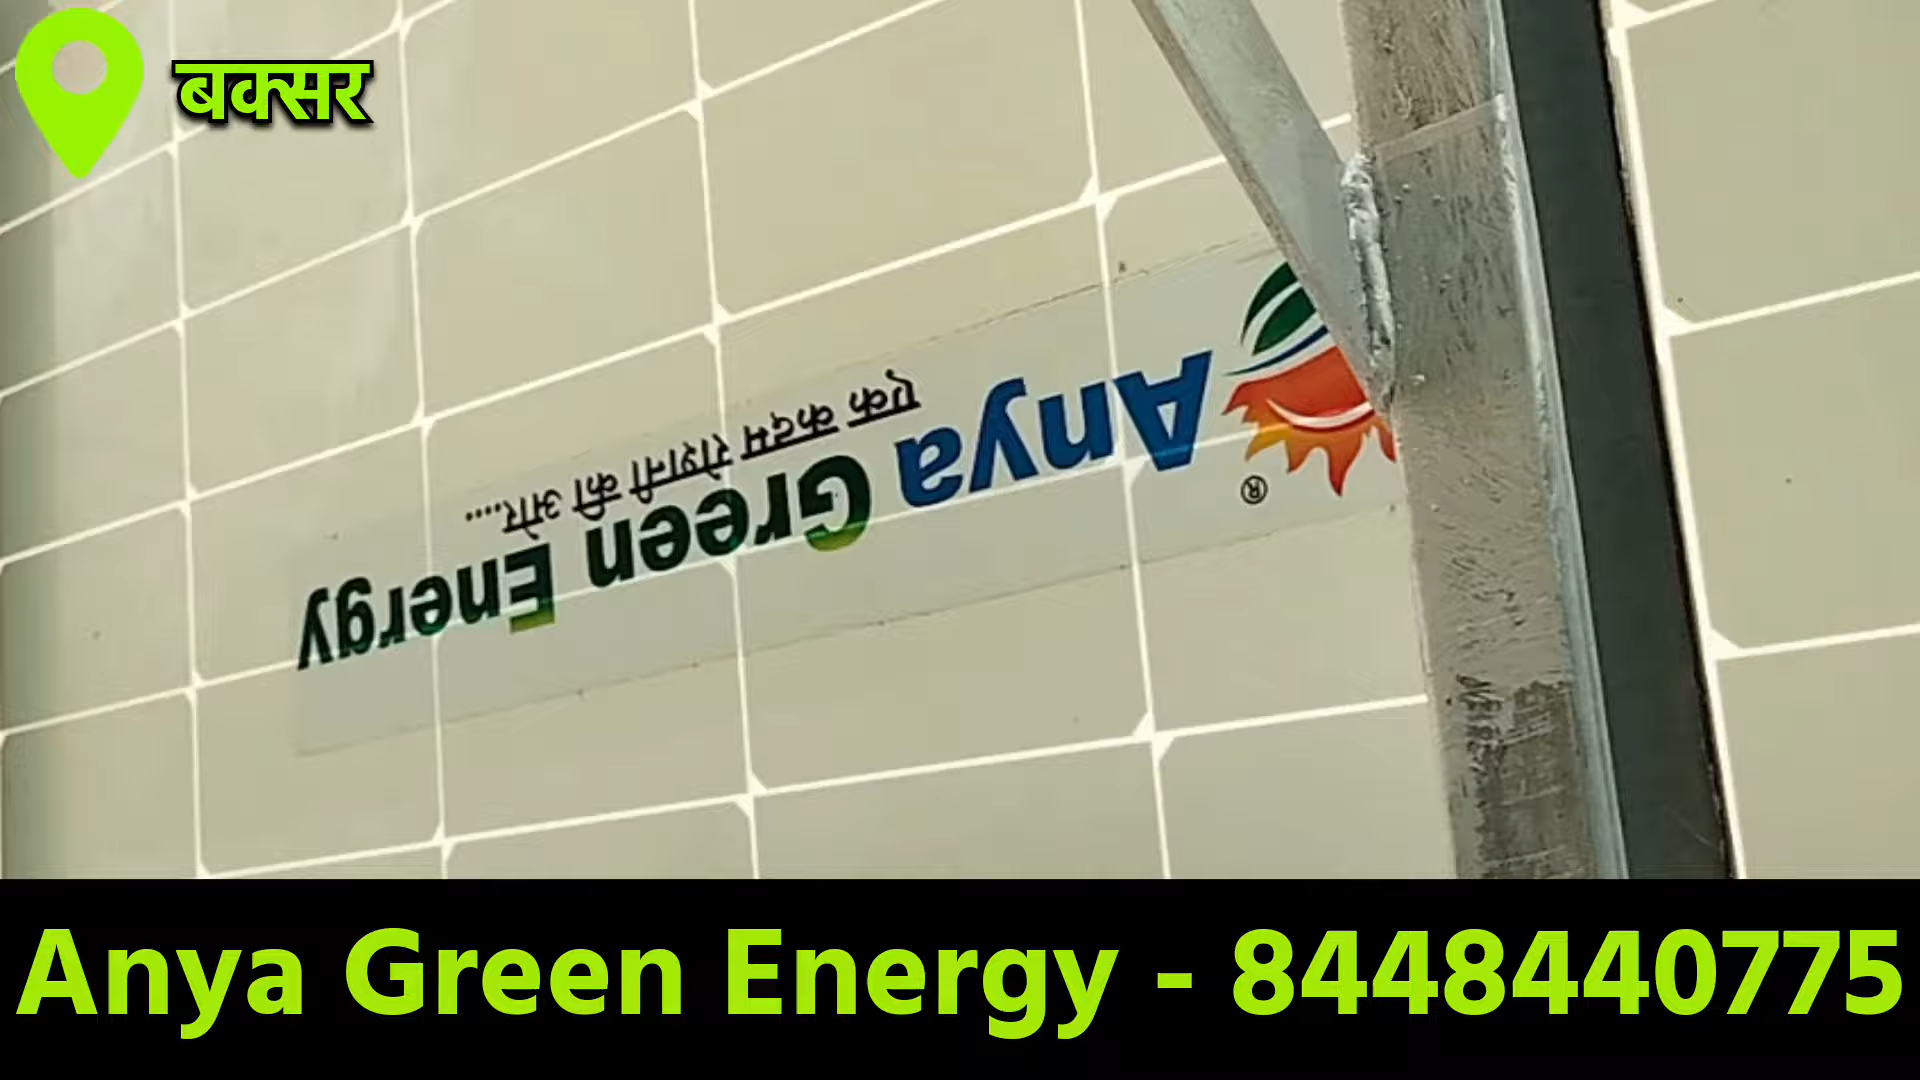 बक्सर
Anya Green Energy
®
एक कदम रोशनी की ओर....
Anya Green Energy - 8448440775